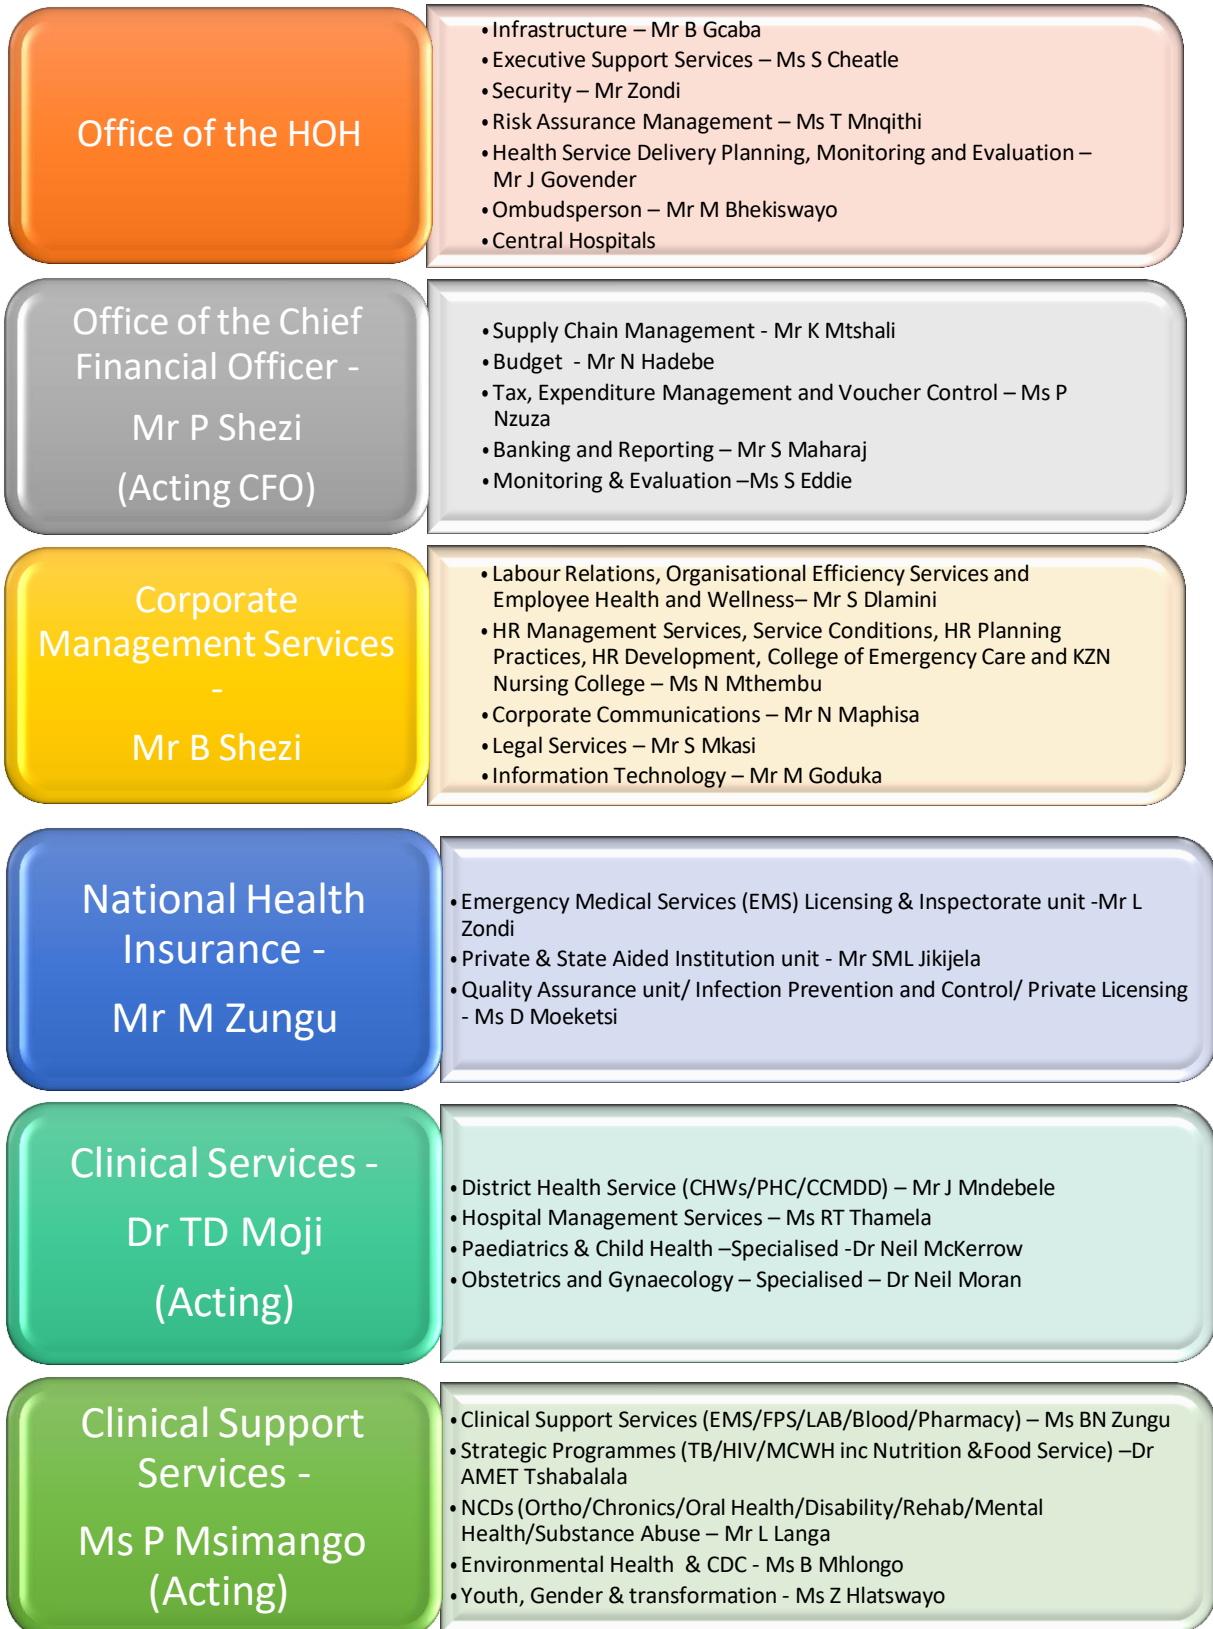 Office of the HOH
• Infrastructure – Mr B Gcaba
• Executive Support Services – Ms S Cheatle
• Security – Mr Zondi
• Risk Assurance Management – Ms T Mnqithi
• Health Service Delivery Planning, Monitoring and Evaluation –
Mr J Govender
• Ombudsperson – Mr M Bhekiswayo
• Central Hospitals
Office of the Chief
Financial Officer -
Mr P Shezi
(Acting CFO)
• Supply Chain Management - Mr K Mtshali
• Budget - Mr N Hadebe
• Tax, Expenditure Management and Voucher Control – Ms P
Nzuza
• Banking and Reporting – Mr S Maharaj
• Monitoring & Evaluation –Ms S Eddie
Corporate
Management Services
-
Mr B Shezi
• Labour Relations, Organisational Efficiency Services and
Employee Health and Wellness– Mr S Dlamini
• HR Management Services, Service Conditions, HR Planning
Practices, HR Development, College of Emergency Care and KZN
Nursing College – Ms N Mthembu
• Corporate Communications – Mr N Maphisa
• Legal Services – Mr S Mkasi
• Information Technology – Mr M Goduka
National Health
Insurance -
Mr M Zungu
• Emergency Medical Services (EMS) Licensing & Inspectorate unit -Mr L
Zondi
• Private & State Aided Institution unit - Mr SML Jikijela
• Quality Assurance unit/ Infection Prevention and Control/ Private Licensing
- Ms D Moeketsi
Clinical Services -
Dr TD Moji
(Acting)
• District Health Service (CHWs/PHC/CCMDD) – Mr J Mndebele
• Hospital Management Services – Ms RT Thamela
• Paediatrics & Child Health –Specialised -Dr Neil McKerrow
• Obstetrics and Gynaecology – Specialised – Dr Neil Moran
Clinical Support
Services -
Ms P Msimango
(Acting)
• Clinical Support Services (EMS/FPS/LAB/Blood/Pharmacy) – Ms BN Zungu
• Strategic Programmes (TB/HIV/MCWH inc Nutrition &Food Service) –Dr
AMET Tshabalala
• NCDs (Ortho/Chronics/Oral Health/Disability/Rehab/Mental
Health/Substance Abuse – Mr L Langa
• Environmental Health & CDC - Ms B Mhlongo
• Youth, Gender & transformation - Ms Z Hlatswayo